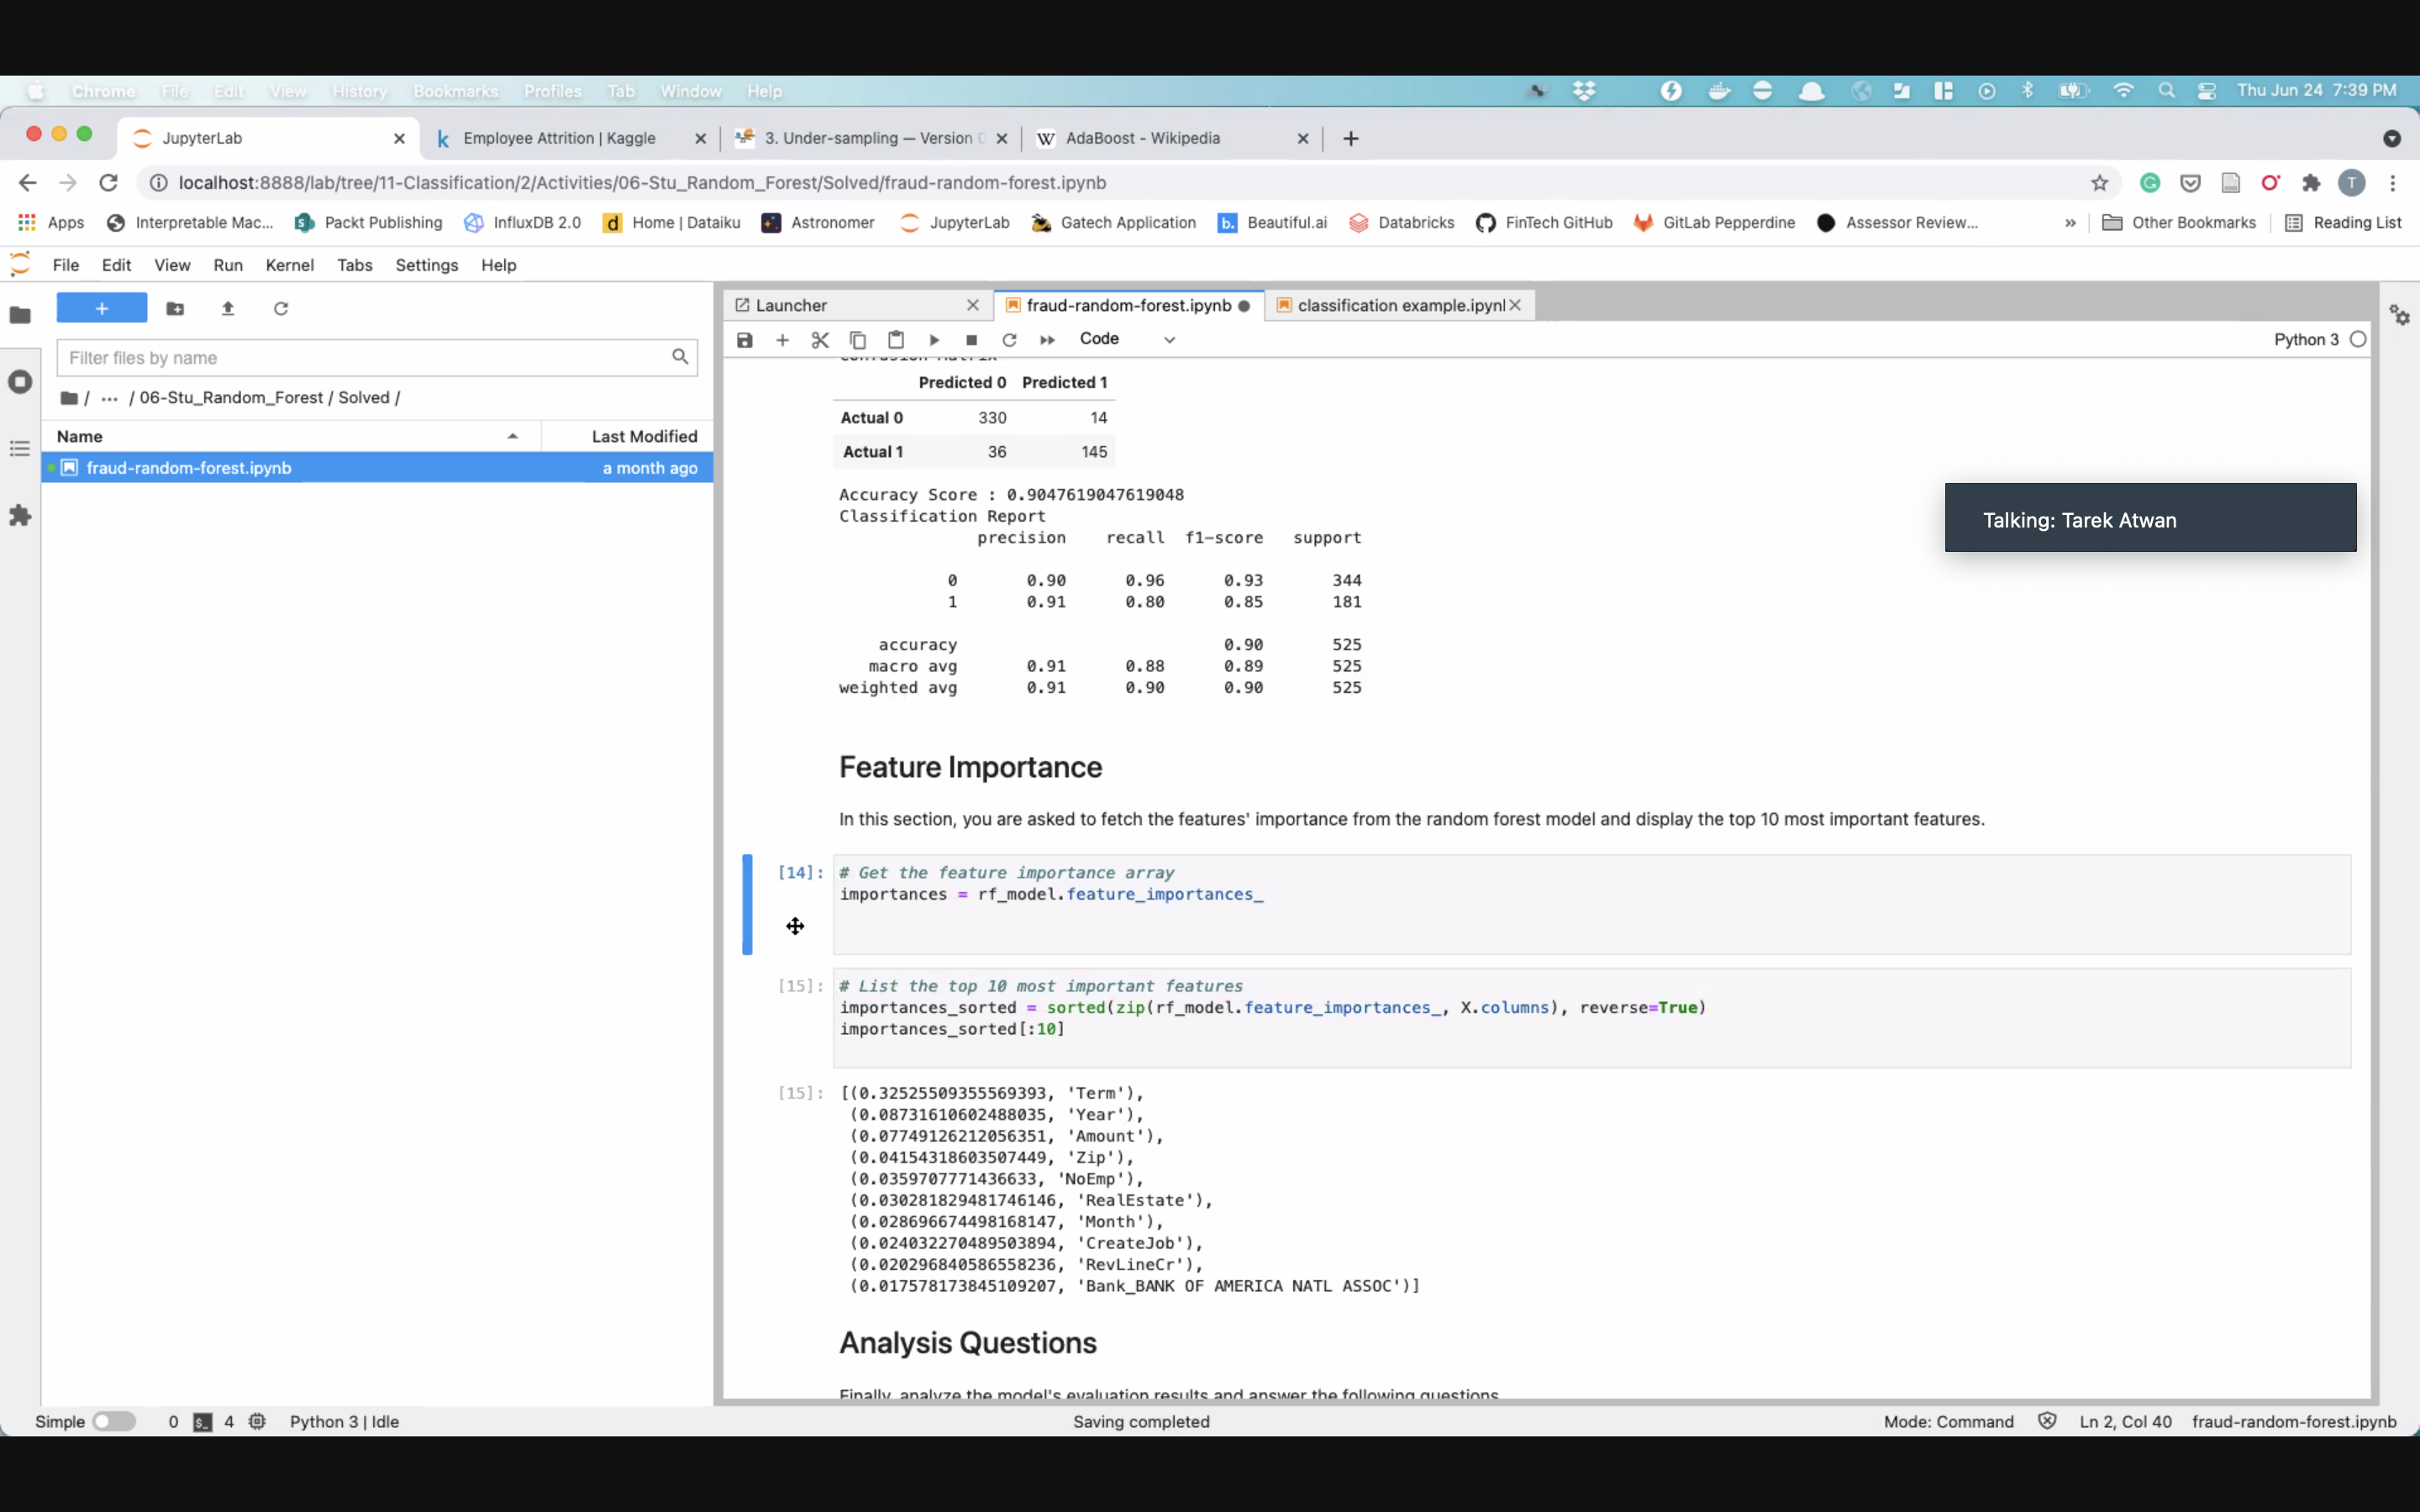 Chrome File Edit View History Bookmarks Profiles Tab Window Help Thu Jun 24 7:39 PM
JupyterLab Employee Attrition | Kaggle 3. Under-sampling — Version 0 AdaBoost - Wikipedia
localhost:8888/lab/tree/11-Classification/2/Activities/06-Stu_Random_Forest/Solved/fraud-random-forest.ipynb
Apps Interpretable Mac... Packt Publishing InfluxDB 2.0 Home | Dataiku Astronomer JupyterLab Gatech Application Beautiful.ai Databricks FinTech GitHub GitLab Pepperdine Assessor Review... » Other Bookmarks Reading List
File Edit View Run Kernel Tabs Settings Help
Launcher fraud-random-forest.ipynb classification example.ipynl
Code Python 3
Filter files by name
/ ··· / 06-Stu_Random_Forest / Solved /
Name Last Modified
fraud-random-forest.ipynb a month ago
Confusion Matrix
Predicted 0 Predicted 1
Actual 0 330 14
Actual 1 36 145
Accuracy Score : 0.9047619047619048
Classification Report
precision recall f1-score support
0 0.90 0.96 0.93 344
1 0.91 0.80 0.85 181
accuracy 0.90 525
macro avg 0.91 0.88 0.89 525
weighted avg 0.91 0.90 0.90 525
Talking: Tarek Atwan
Feature Importance
In this section, you are asked to fetch the features' importance from the random forest model and display the top 10 most important features.
[14]: # Get the feature importance array
importances = rf_model.feature_importances_
[15]: # List the top 10 most important features
importances_sorted = sorted(zip(rf_model.feature_importances_, X.columns), reverse=True)
importances_sorted[:10]
[15]: [(0.32525509355569393, 'Term'),
(0.08731610602488035, 'Year'),
(0.07749126212056351, 'Amount'),
(0.04154318603507449, 'Zip'),
(0.0359707771436633, 'NoEmp'),
(0.030281829481746146, 'RealEstate'),
(0.028696674498168147, 'Month'),
(0.024032270489503894, 'CreateJob'),
(0.020296840586558236, 'RevLineCr'),
(0.017578173845109207, 'Bank_BANK OF AMERICA NATL ASSOC')]
Analysis Questions
Finally, analyze the model's evaluation results and answer the following questions
Simple 0 4 Python 3 | Idle Saving completed Mode: Command Ln 2, Col 40 fraud-random-forest.ipynb